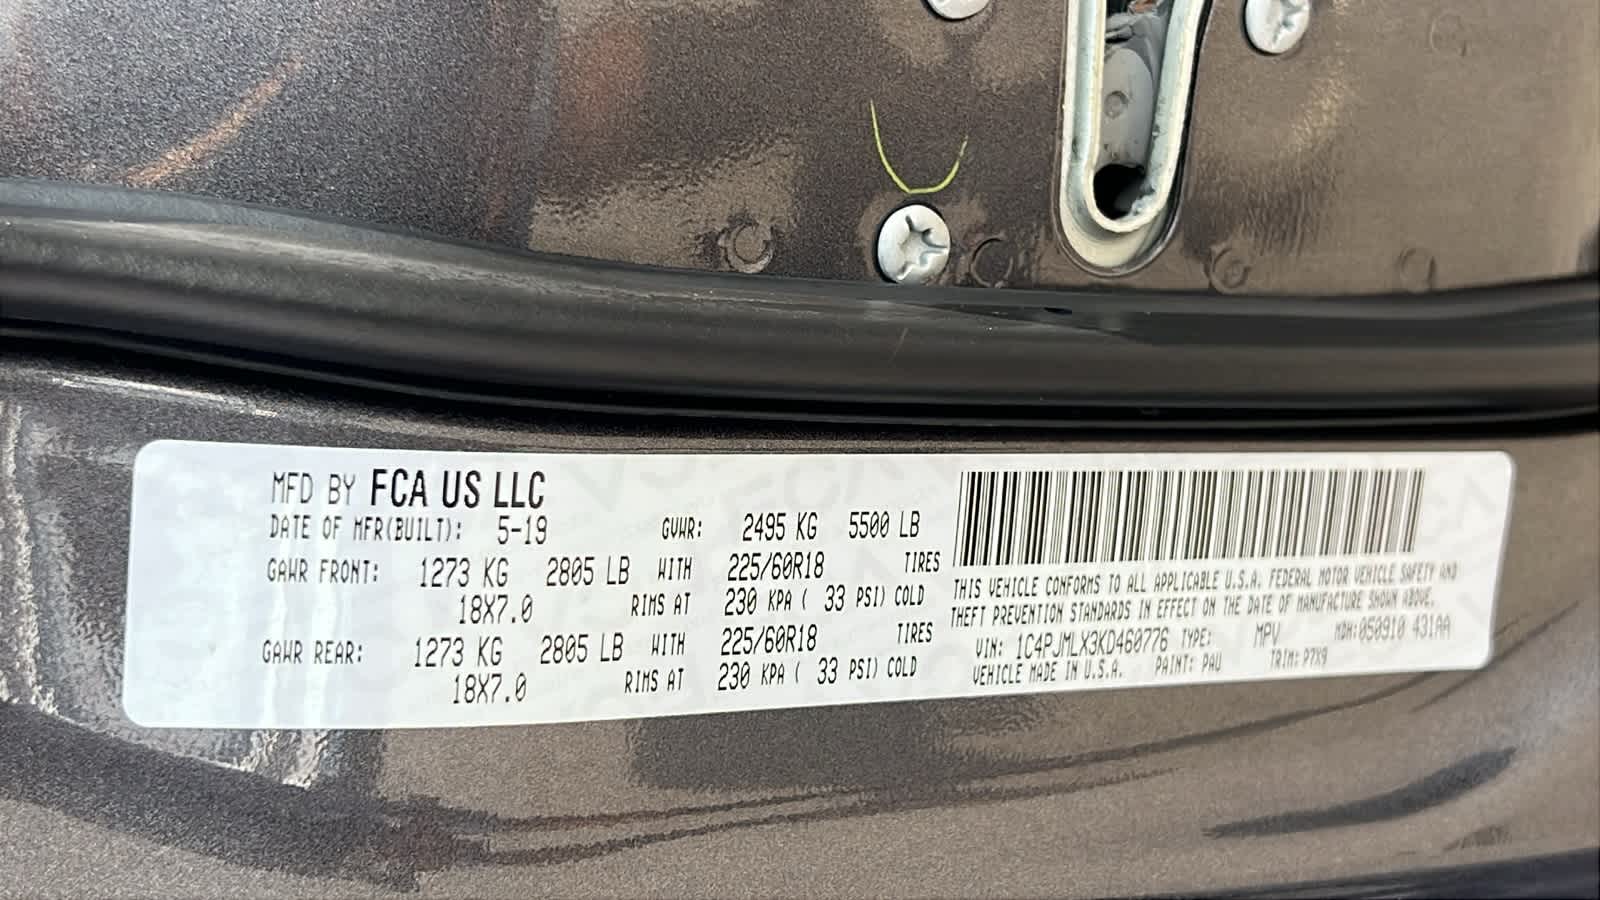 MFD BY FCA US LLC
DATE OF MFR(BUILT): 5-19 GVWR: 2495 KG 5500 LB
GAWR FRONT: 1273 KG 2805 LB WITH 225/60R18 TIRES
18X7.0 RIMS AT 230 KPA ( 33 PSI) COLD
GAWR REAR: 1273 KG 2805 LB WITH 225/60R18 TIRES
18X7.0 RIMS AT 230 KPA ( 33 PSI) COLD
THIS VEHICLE CONFORMS TO ALL APPLICABLE U.S.A. FEDERAL MOTOR VEHICLE SAFETY AND
THEFT PREVENTION STANDARDS IN EFFECT ON THE DATE OF MANUFACTURE SHOWN ABOVE.
VIN: 1C4PJMLX3KD460776 TYPE: MPV MDH:050910 431AA
VEHICLE MADE IN U.S.A. PAINT: PAU TRIM: P7X9